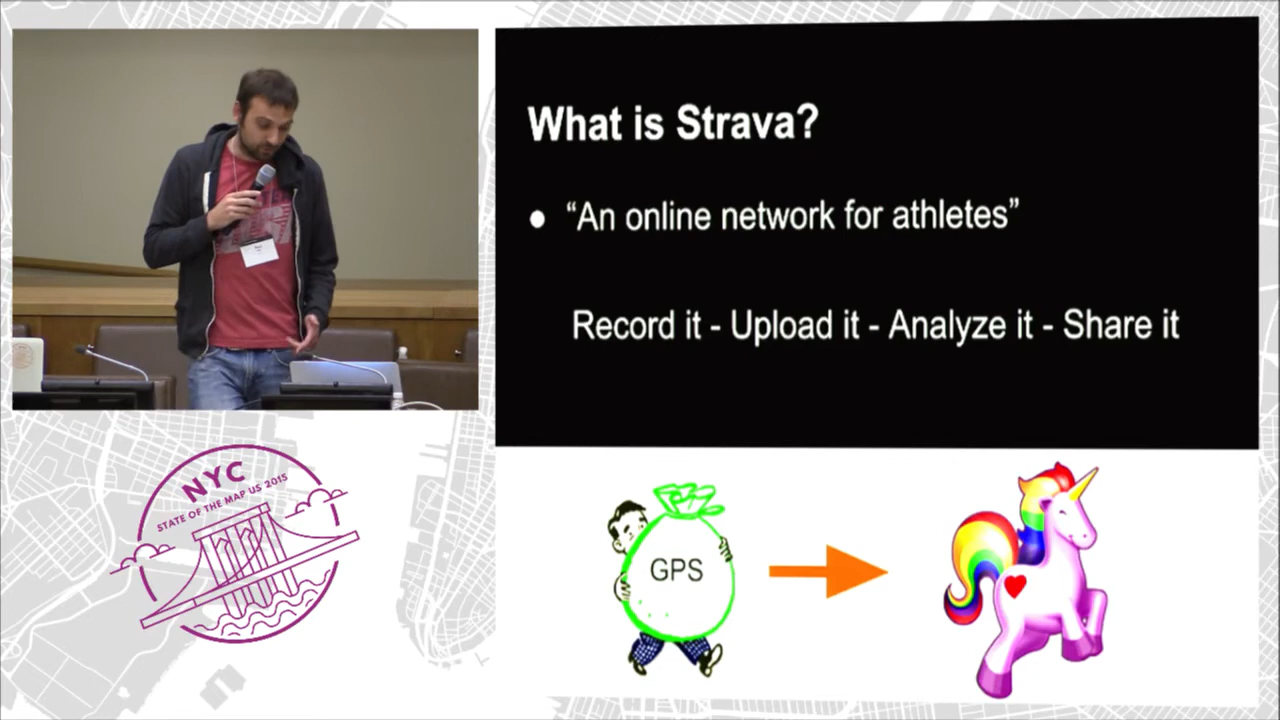 What is Strava?
• “An online network for athletes”
Record it - Upload it - Analyze it - Share it
GPS
NYC
STATE OF THE MAP US 2015